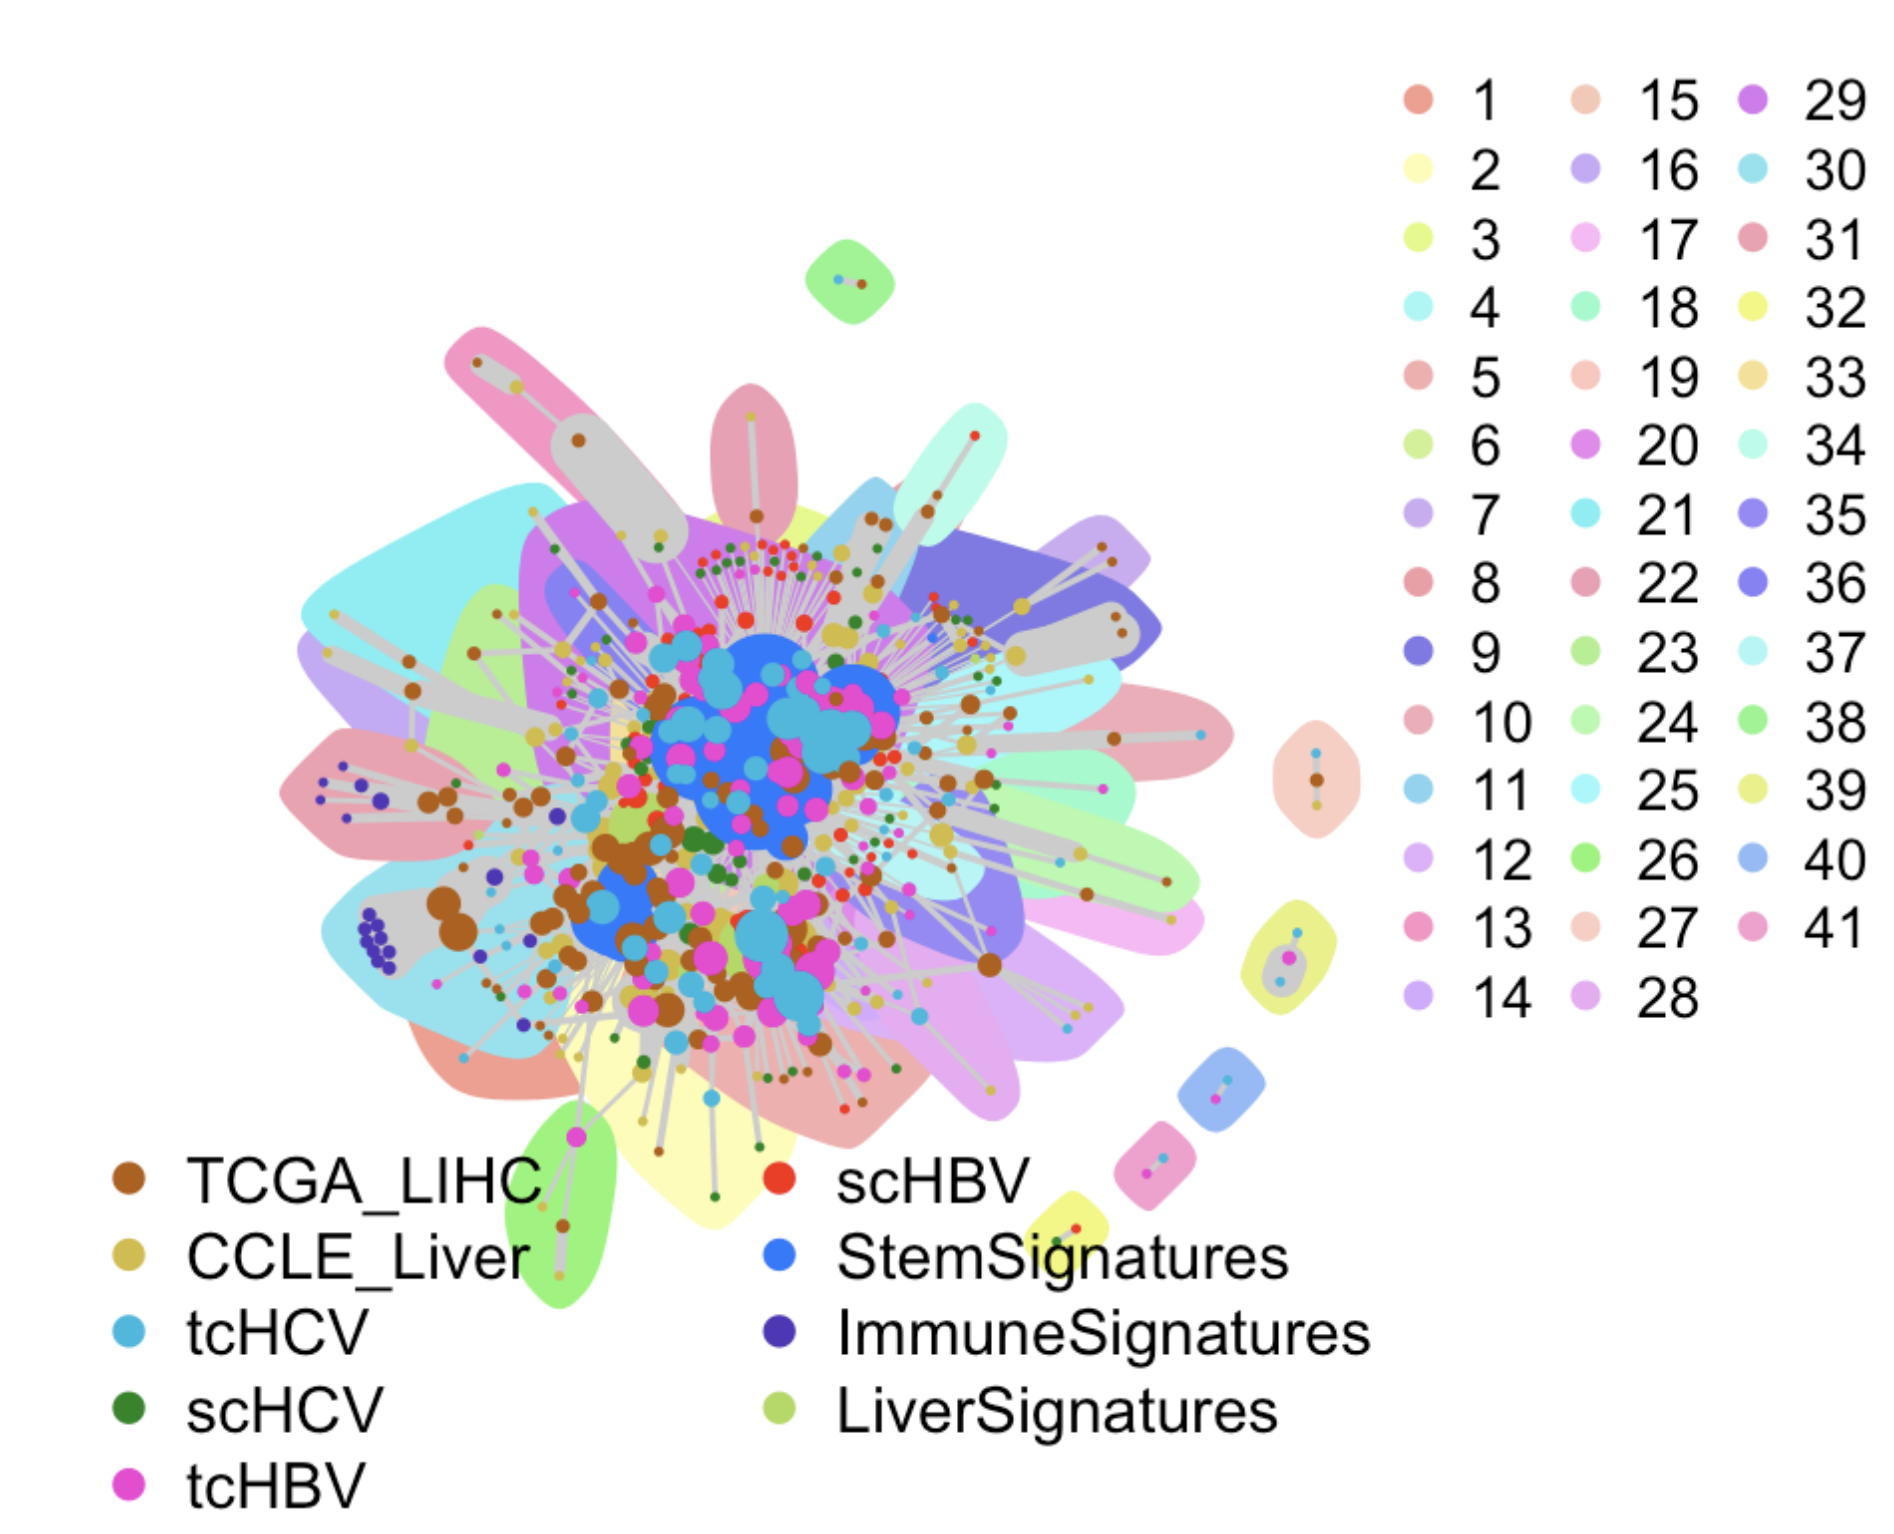 1 15 29
2 16 30
3 17 31
4 18 32
5 19 33
6 20 34
7 21 35
8 22 36
9 23 37
10 24 38
11 25 39
12 26 40
13 27 41
14 28
TCGA_LIHC scHBV
CCLE_Liver StemSignatures
tcHCV ImmuneSignatures
scHCV LiverSignatures
tcHBV